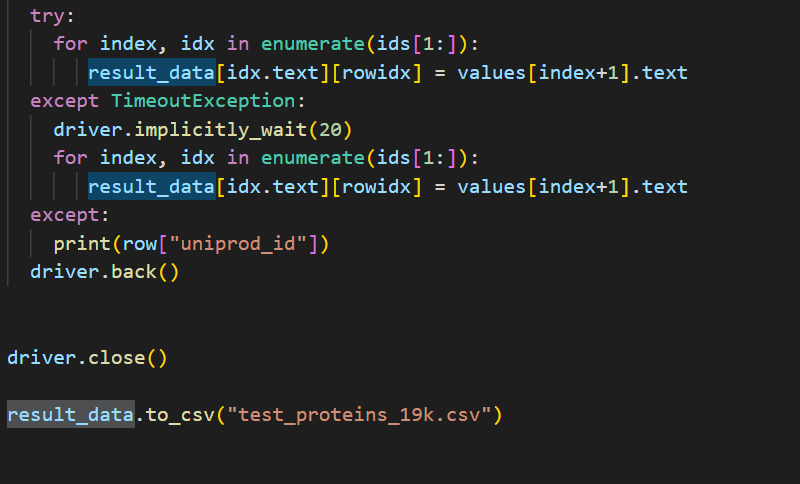 try:
for index, idx in enumerate(ids[1:]):
result_data[idx.text][rowidx] = values[index+1].text
except TimeoutException:
driver.implicitly_wait(20)
for index, idx in enumerate(ids[1:]):
result_data[idx.text][rowidx] = values[index+1].text
except:
print(row["uniprod_id"])
driver.back()
driver.close()
result_data.to_csv("test_proteins_19k.csv")